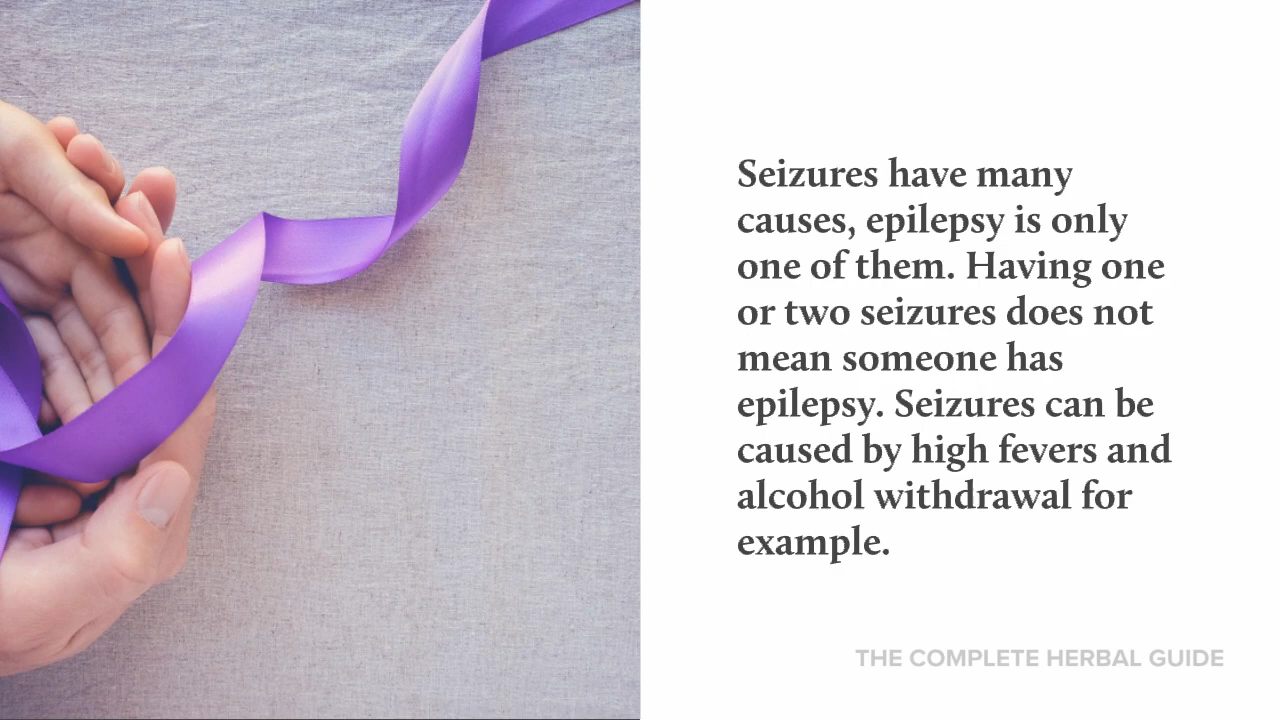 Seizures have many
causes, epilepsy is only
one of them. Having one
or two seizures does not
mean someone has
epilepsy. Seizures can be
caused by high fevers and
alcohol withdrawal for
example.
THE COMPLETE HERBAL GUIDE